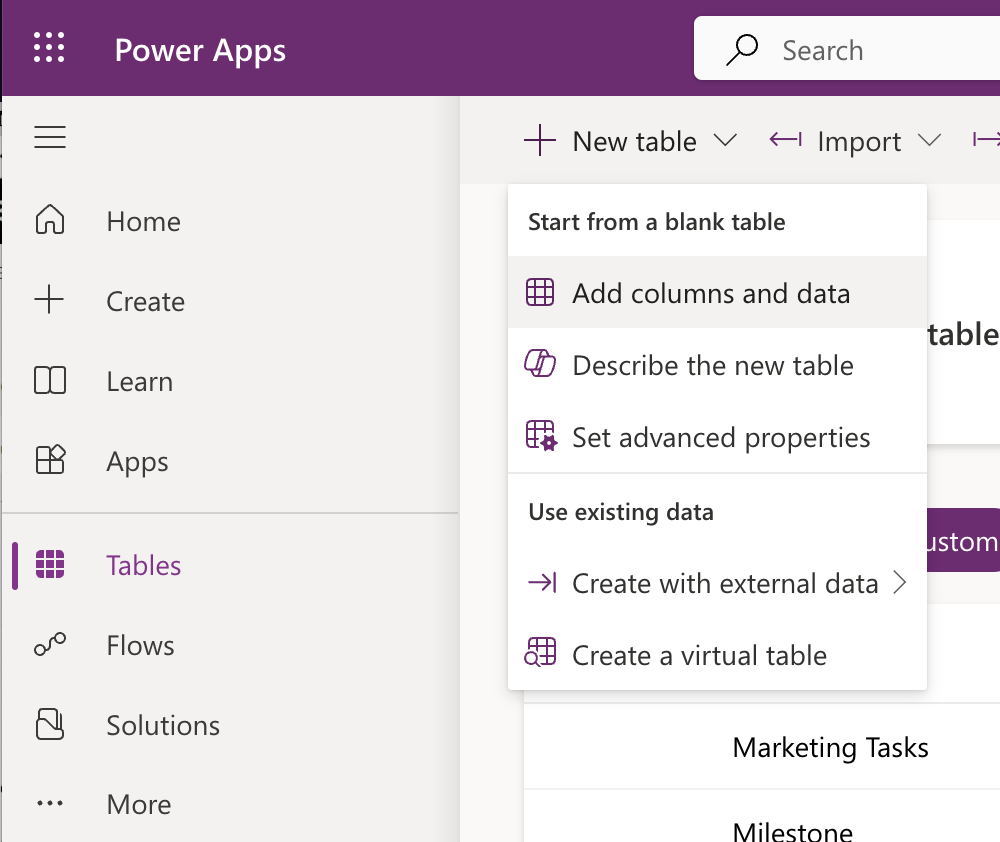 Power Apps
Search
New table
Import
Home
Create
Learn
Apps
Tables
Flows
Solutions
More
Start from a blank table
Add columns and data
Describe the new table
Set advanced properties
Use existing data
Create with external data
Create a virtual table
table
ustom
Marketing Tasks
Milestone